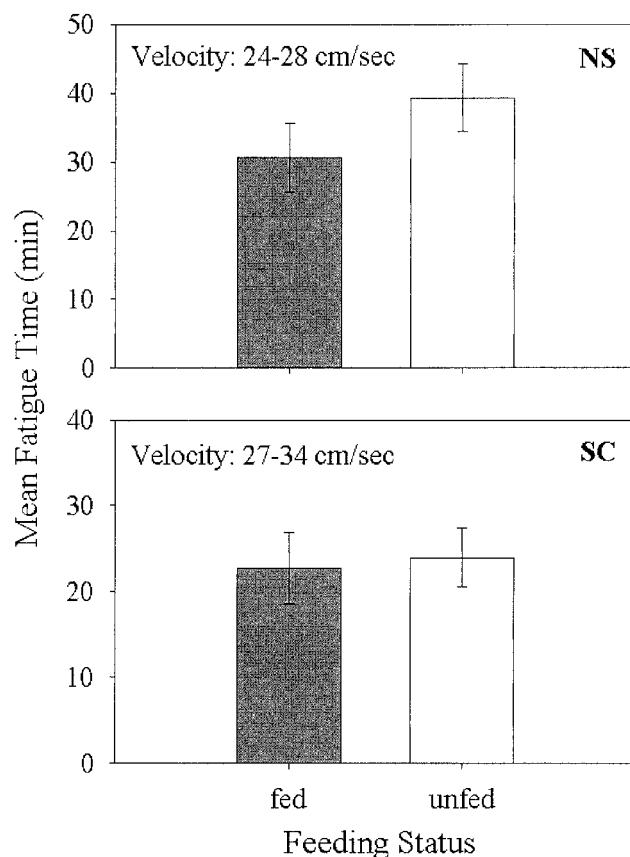 50
Velocity: 24-28 cm/sec
NS
40
30
20
10
0
40
Velocity: 27-34 cm/sec
SC
30
20
10
0
Mean Fatigue Time (min)
fed
unfed
Feeding Status